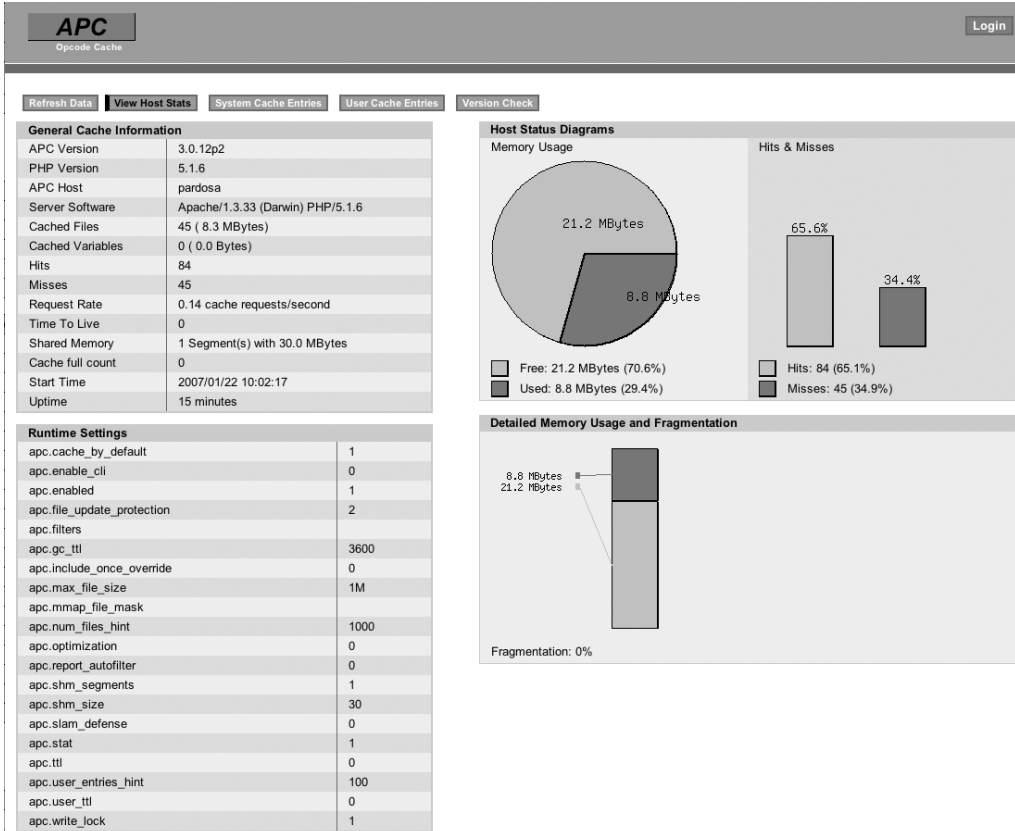 APC
Opcode Cache
Login
Refresh Data View Host Stats System Cache Entries User Cache Entries Version Check
General Cache Information
APC Version 3.0.12p2
PHP Version 5.1.6
APC Host pardosa
Server Software Apache/1.3.33 (Darwin) PHP/5.1.6
Cached Files 45 ( 8.3 MBytes)
Cached Variables 0 ( 0.0 Bytes)
Hits 84
Misses 45
Request Rate 0.14 cache requests/second
Time To Live 0
Shared Memory 1 Segment(s) with 30.0 MBytes
Cache full count 0
Start Time 2007/01/22 10:02:17
Uptime 15 minutes
Runtime Settings
apc.cache_by_default 1
apc.enable_cli 0
apc.enabled 1
apc.file_update_protection 2
apc.filters
apc.gc_ttl 3600
apc.include_once_override 0
apc.max_file_size 1M
apc.mmap_file_mask
apc.num_files_hint 1000
apc.optimization 0
apc.report_autofilter 0
apc.shm_segments 1
apc.shm_size 30
apc.slam_defense 0
apc.stat 1
apc.ttl 0
apc.user_entries_hint 100
apc.user_ttl 0
apc.write_lock 1
Host Status Diagrams
Memory Usage
21.2 MBytes
8.8 MBytes
Free: 21.2 MBytes (70.6%)
Used: 8.8 MBytes (29.4%)
Hits & Misses
65.6%
34.4%
Hits: 84 (65.1%)
Misses: 45 (34.9%)
Detailed Memory Usage and Fragmentation
8.8 MBytes
21.2 MBytes
Fragmentation: 0%